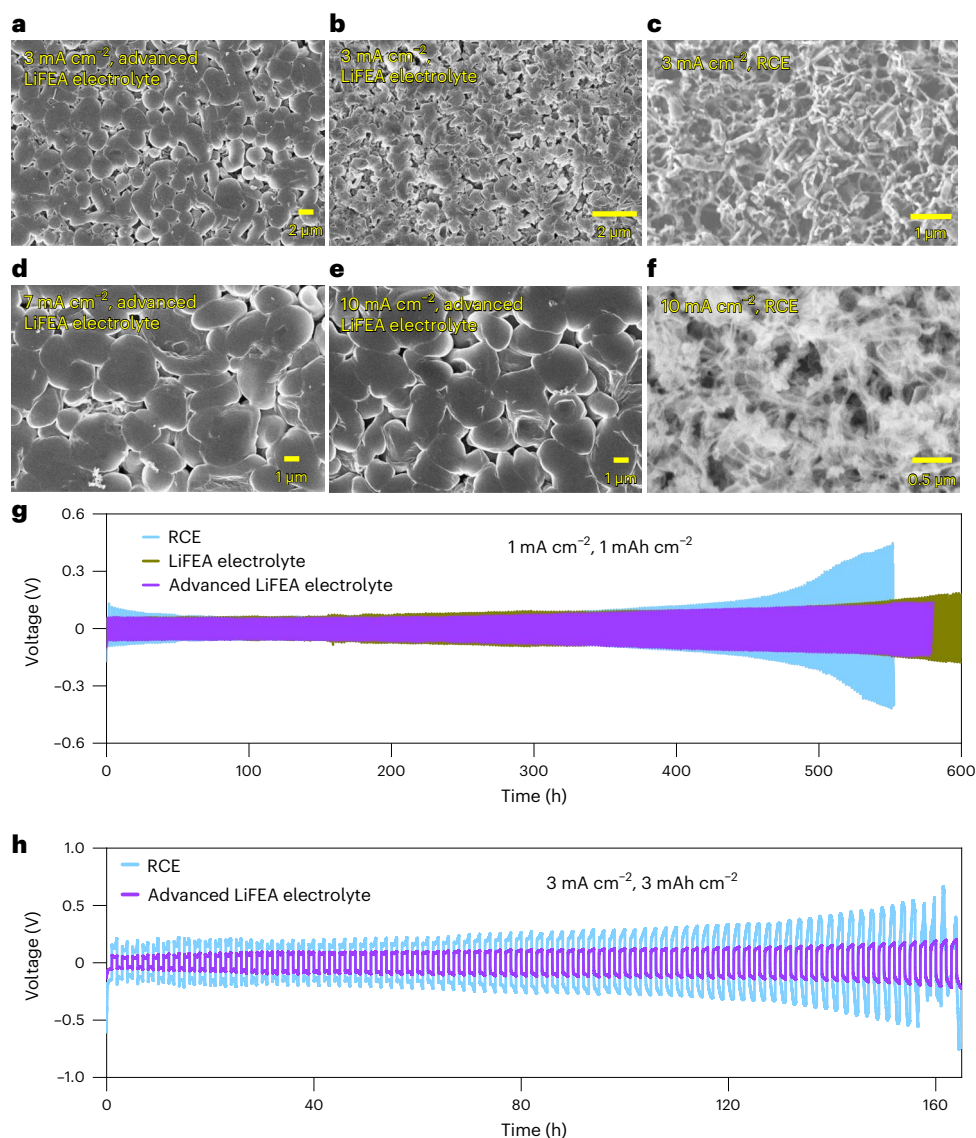 a
3 mA cm⁻², advanced
LiFEA electrolyte
2 µm
b
3 mA cm⁻²,
LiFEA electrolyte
2 µm
c
3 mA cm⁻², RCE
1 µm
d
7 mA cm⁻², advanced
LiFEA electrolyte
1 µm
e
10 mA cm⁻², advanced
LiFEA electrolyte
1 µm
f
10 mA cm⁻², RCE
0.5 µm
g
RCE
LiFEA electrolyte
Advanced LiFEA electrolyte
1 mA cm⁻², 1 mAh cm⁻²
Voltage (V)
0.6
0.3
0
−0.3
−0.6
0 100 200 300 400 500 600
Time (h)
h
RCE
Advanced LiFEA electrolyte
3 mA cm⁻², 3 mAh cm⁻²
Voltage (V)
1.0
0.5
0
−0.5
−1.0
0 40 80 120 160
Time (h)